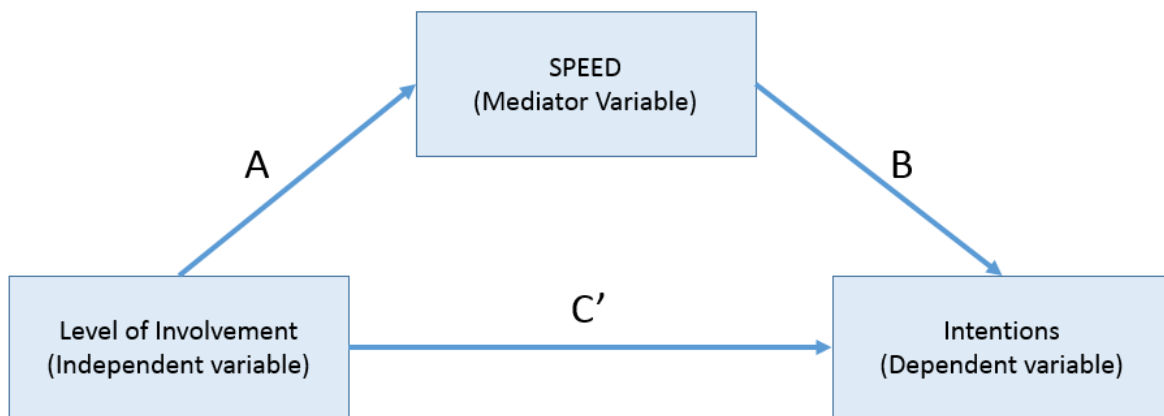 SPEED
(Mediator Variable)
A
B
Level of Involvement
(Independent variable)
C’
Intentions
(Dependent variable)